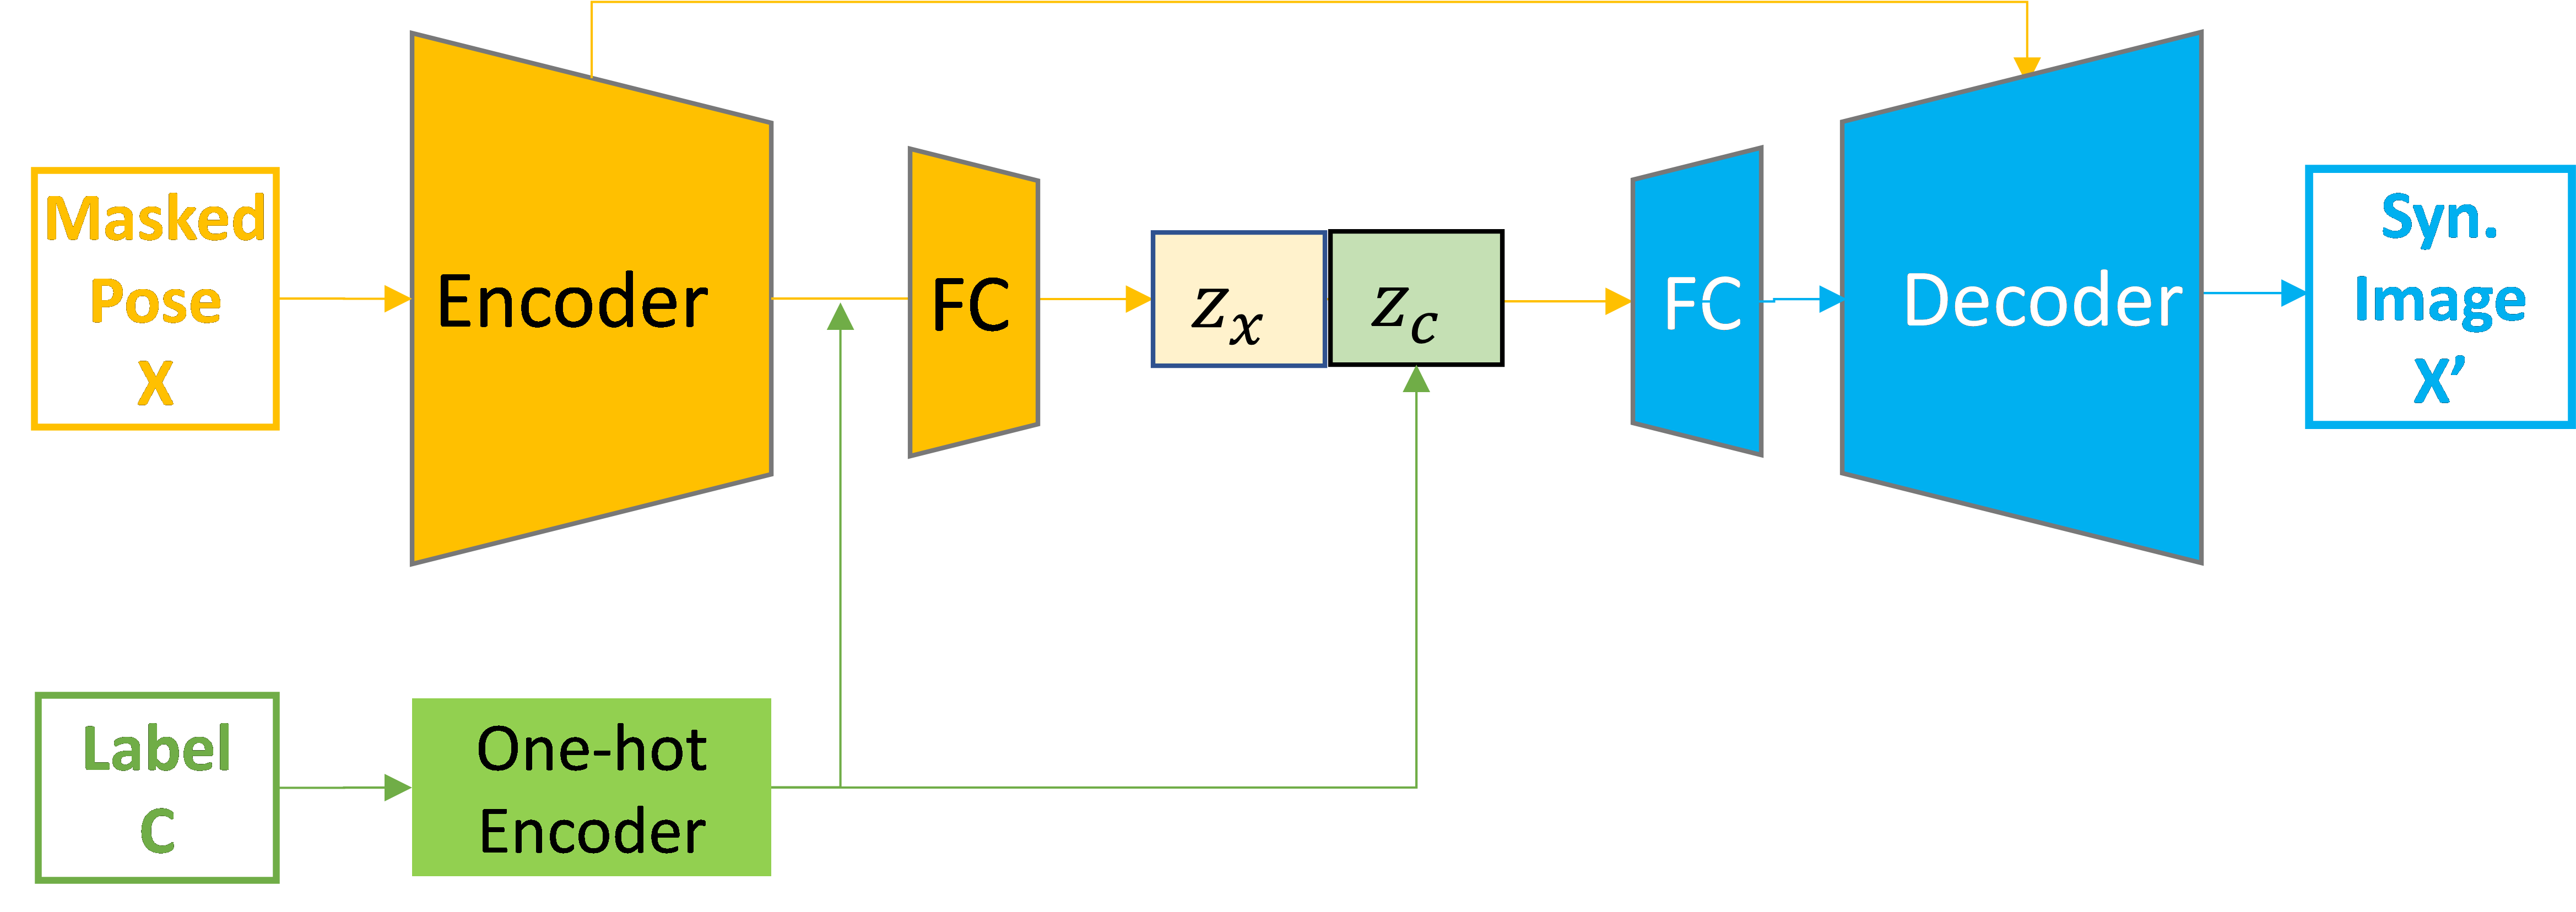 Masked
Pose
X
Encoder
FC
z_x
z_c
FC
Decoder
Syn.
Image
X’
Label
C
One-hot
Encoder